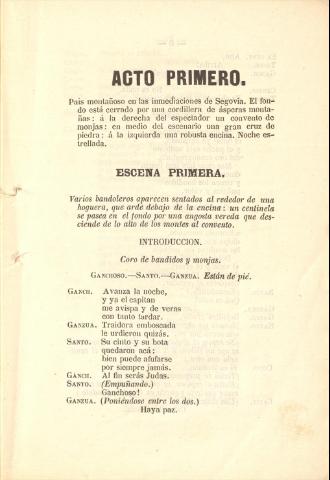 ACTO PRIMERO.
Pais montañoso en las inmediaciones de Segovia. El fon-
do está cerrado por una cordillera de ásperas monta-
ñas: á la derecha del espectador un convento de
monjas: en medio del escenario una gran cruz de
piedra: á la izquierda una robusta encina. Noche es-
trellada.
ESCENA PRIMERA.
Varios bandoleros aparecen sentados al rededor de una
hoguera, que arde debajo de la encina: un centinela
se pasea en el fondo por una angosta vereda que des-
ciende de lo alto de los montes al convento.
INTRODUCCION.
Coro de bandidos y monjas.
GANCHOSO.—SANTO.—GANZUA. Están de pié.
GANCH. Avanza la noche,
y ya el capitan
me avispa y de veras
con tanto tardar.
GANZUA. Traidora emboscada
le urdieron quizás.
SANTO. Su cinto y su bota
quedaron acá:
bien puede afufarse
por siempre jamás.
GANCH. Al fin serás Judas.
SANTO. (Empuñando.)
Ganchoso!
GANZUA. (Poniéndose entre los dos.)
Haya paz.